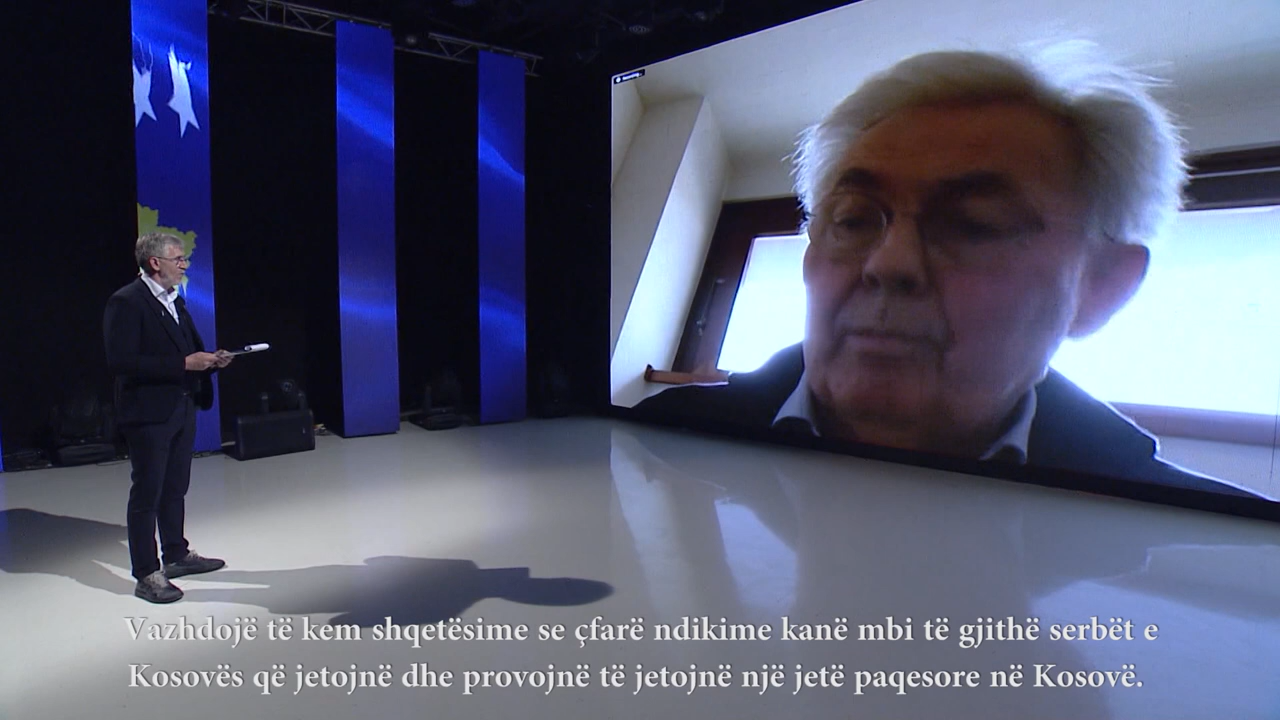 Vazhdojë të kem shqetësime se çfarë ndikime kanë mbi të gjithë serbët e
Kosovës që jetojnë dhe provojnë të jetojnë një jetë paqesore në Kosovë.